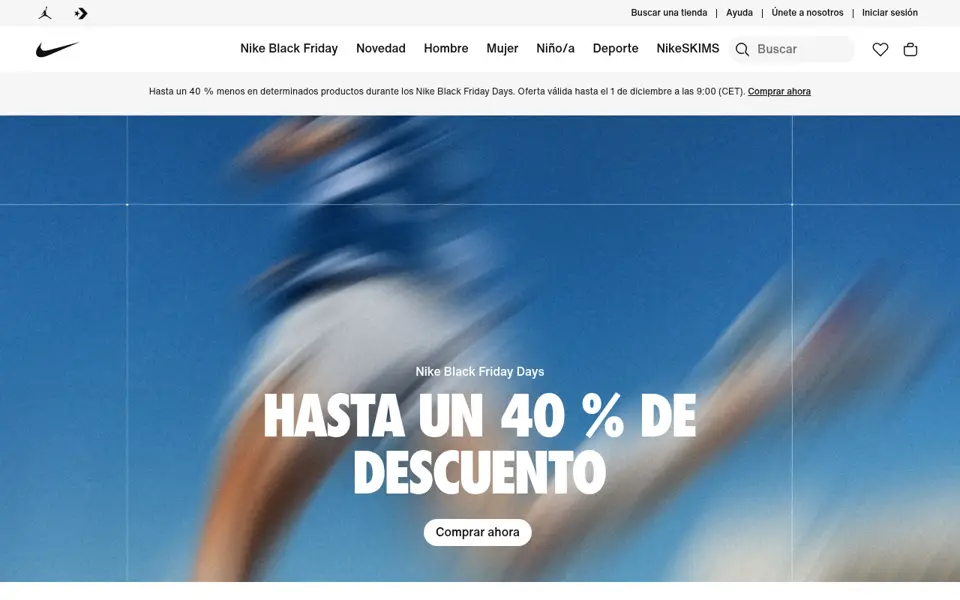 Buscar una tienda | Ayuda | Únete a nosotros | Iniciar sesión
Nike Black Friday Novedad Hombre Mujer Niño/a Deporte NikeSKIMS Buscar
Hasta un 40 % menos en determinados productos durante los Nike Black Friday Days. Oferta válida hasta el 1 de diciembre a las 9:00 (CET). Comprar ahora
Nike Black Friday Days
HASTA UN 40 % DE
DESCUENTO
Comprar ahora